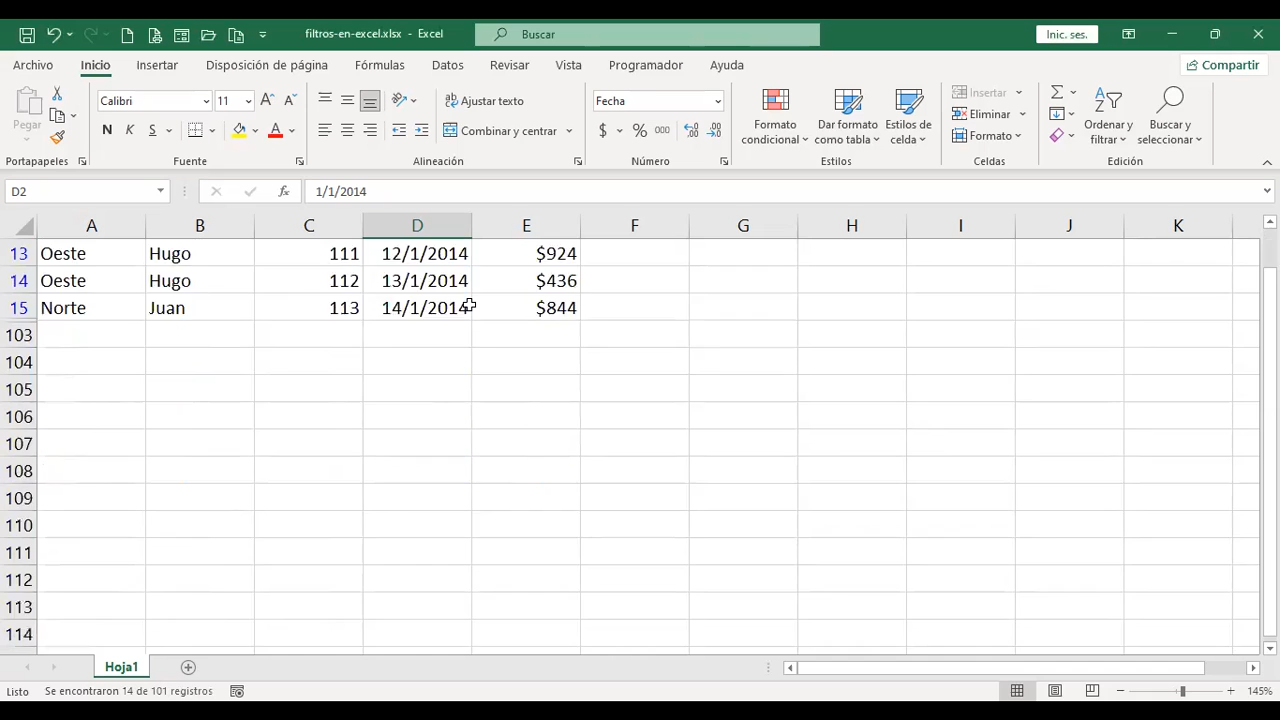 filtros-en-excel.xlsx - Excel
Buscar
Inic. ses.
Archivo Inicio Insertar Disposición de página Fórmulas Datos Revisar Vista Programador Ayuda Compartir
Pegar
Portapapeles
Calibri 11
N K S
Fuente
Ajustar texto
Combinar y centrar
Alineación
Fecha
$ % 000
Número
Formato condicional
Dar formato como tabla
Estilos de celda
Estilos
Insertar
Eliminar
Formato
Celdas
Ordenar y filtrar
Buscar y seleccionar
Edición
D2 fx 1/1/2014
A B C D E F G H I J K
13 Oeste Hugo 111 12/1/2014 $924
14 Oeste Hugo 112 13/1/2014 $436
15 Norte Juan 113 14/1/2014 $844
103
104
105
106
107
108
109
110
111
112
113
114
Hoja1
Listo Se encontraron 14 de 101 registros 145%